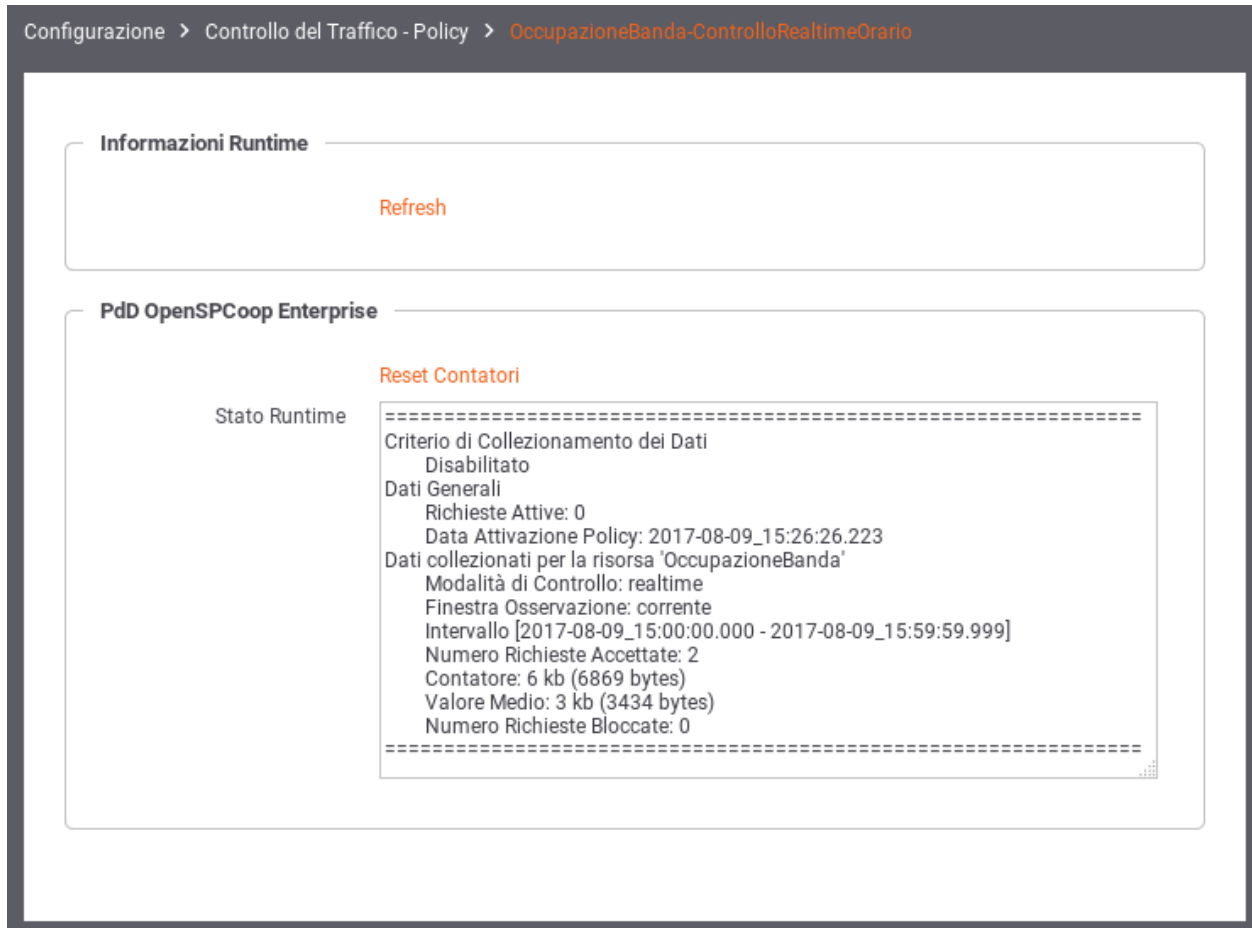 Configurazione > Controllo del Traffico - Policy > OccupazioneBanda-ControlloRealtimeOrario
Informazioni Runtime
Refresh
PdD OpenSPCoop Enterprise
Reset Contatori
Stato Runtime
================================================================
Criterio di Collezionamento dei Dati
Disabilitato
Dati Generali
Richieste Attive: 0
Data Attivazione Policy: 2017-08-09_15:26:26.223
Dati collezionati per la risorsa 'OccupazioneBanda'
Modalità di Controllo: realtime
Finestra Osservazione: corrente
Intervallo [2017-08-09_15:00:00.000 - 2017-08-09_15:59:59.999]
Numero Richieste Accettate: 2
Contatore: 6 kb (6869 bytes)
Valore Medio: 3 kb (3434 bytes)
Numero Richieste Bloccate: 0
================================================================